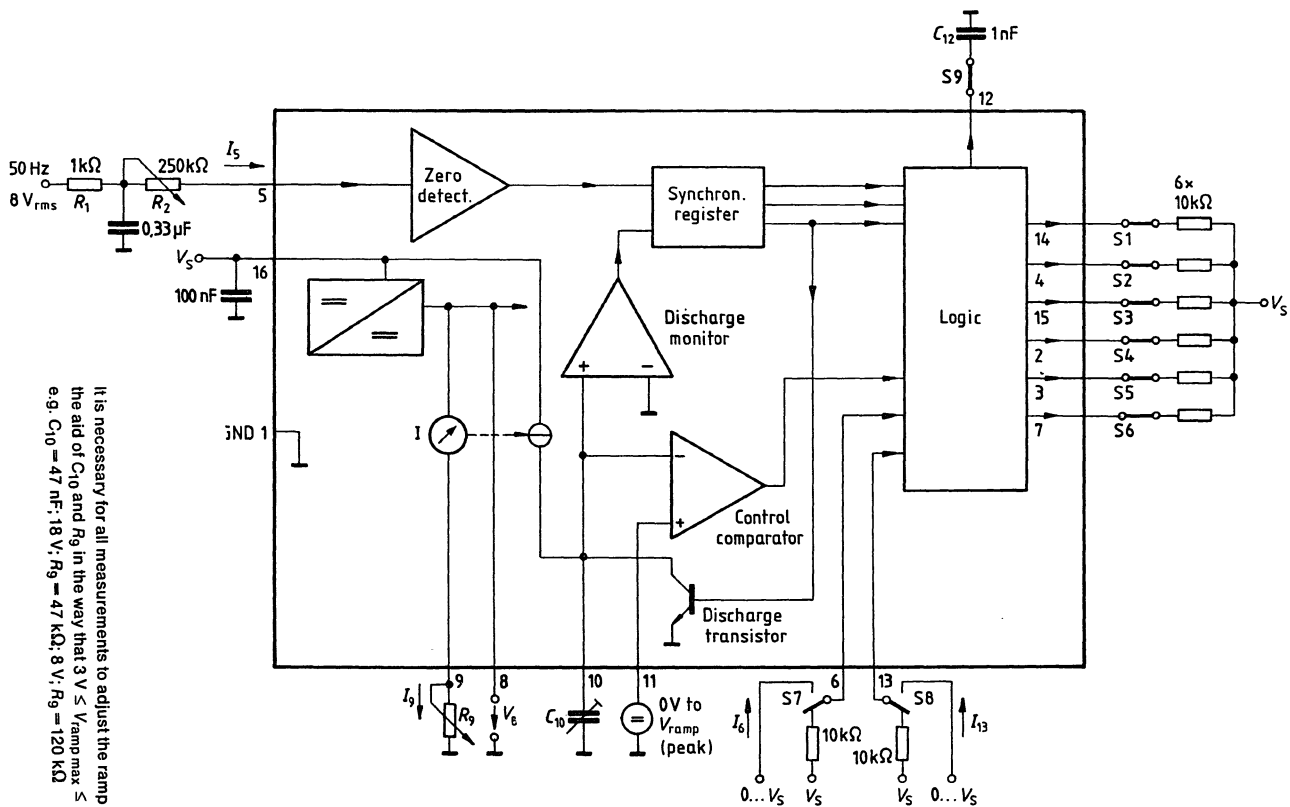 C12 1nF
S9
12
50 Hz
8 Vrms
1kΩ
R1
250kΩ
R2
0,33 µF
I5
5
Zero
detect.
Synchron.
register
Logic
VS
16
100 nF
Discharge
monitor
+ −
I
GND 1
−
+
Control
comparator
Discharge
transistor
6×
10kΩ
14 S1
4 S2
15 S3
2 S4
3 S5
7 S6
VS
9
8
10
11
6
13
I9
R9
V8
C10
0V to
Vramp
(peak)
S7
S8
I6
I13
10kΩ
10kΩ
0...VS
VS
VS
0...VS
It is necessary for all measurements to adjust the ramp
the aid of C10 and R9 in the way that 3 V ≤ Vramp max ≤
e.g. C10 = 47 nF; 18 V; R9 = 47 kΩ; 8 V; R9 = 120 kΩ